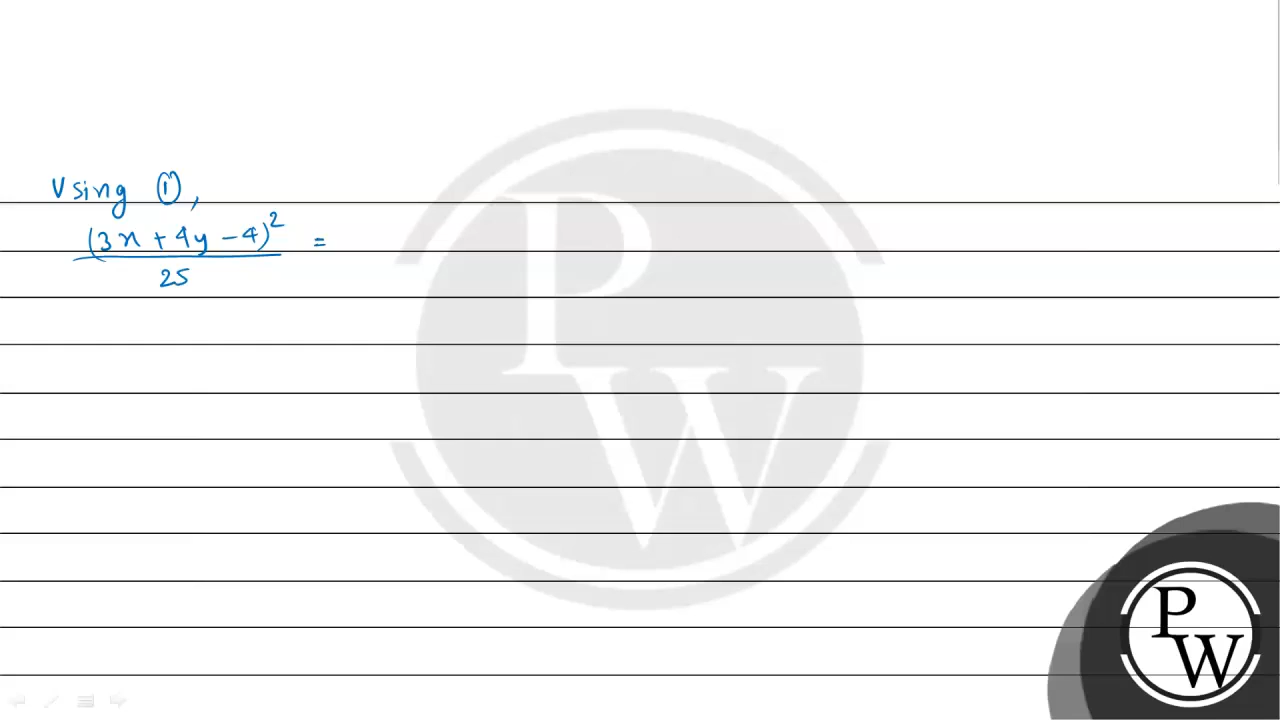 Using ①,
(3x + 4y - 4)² =
25
P
W
P
W